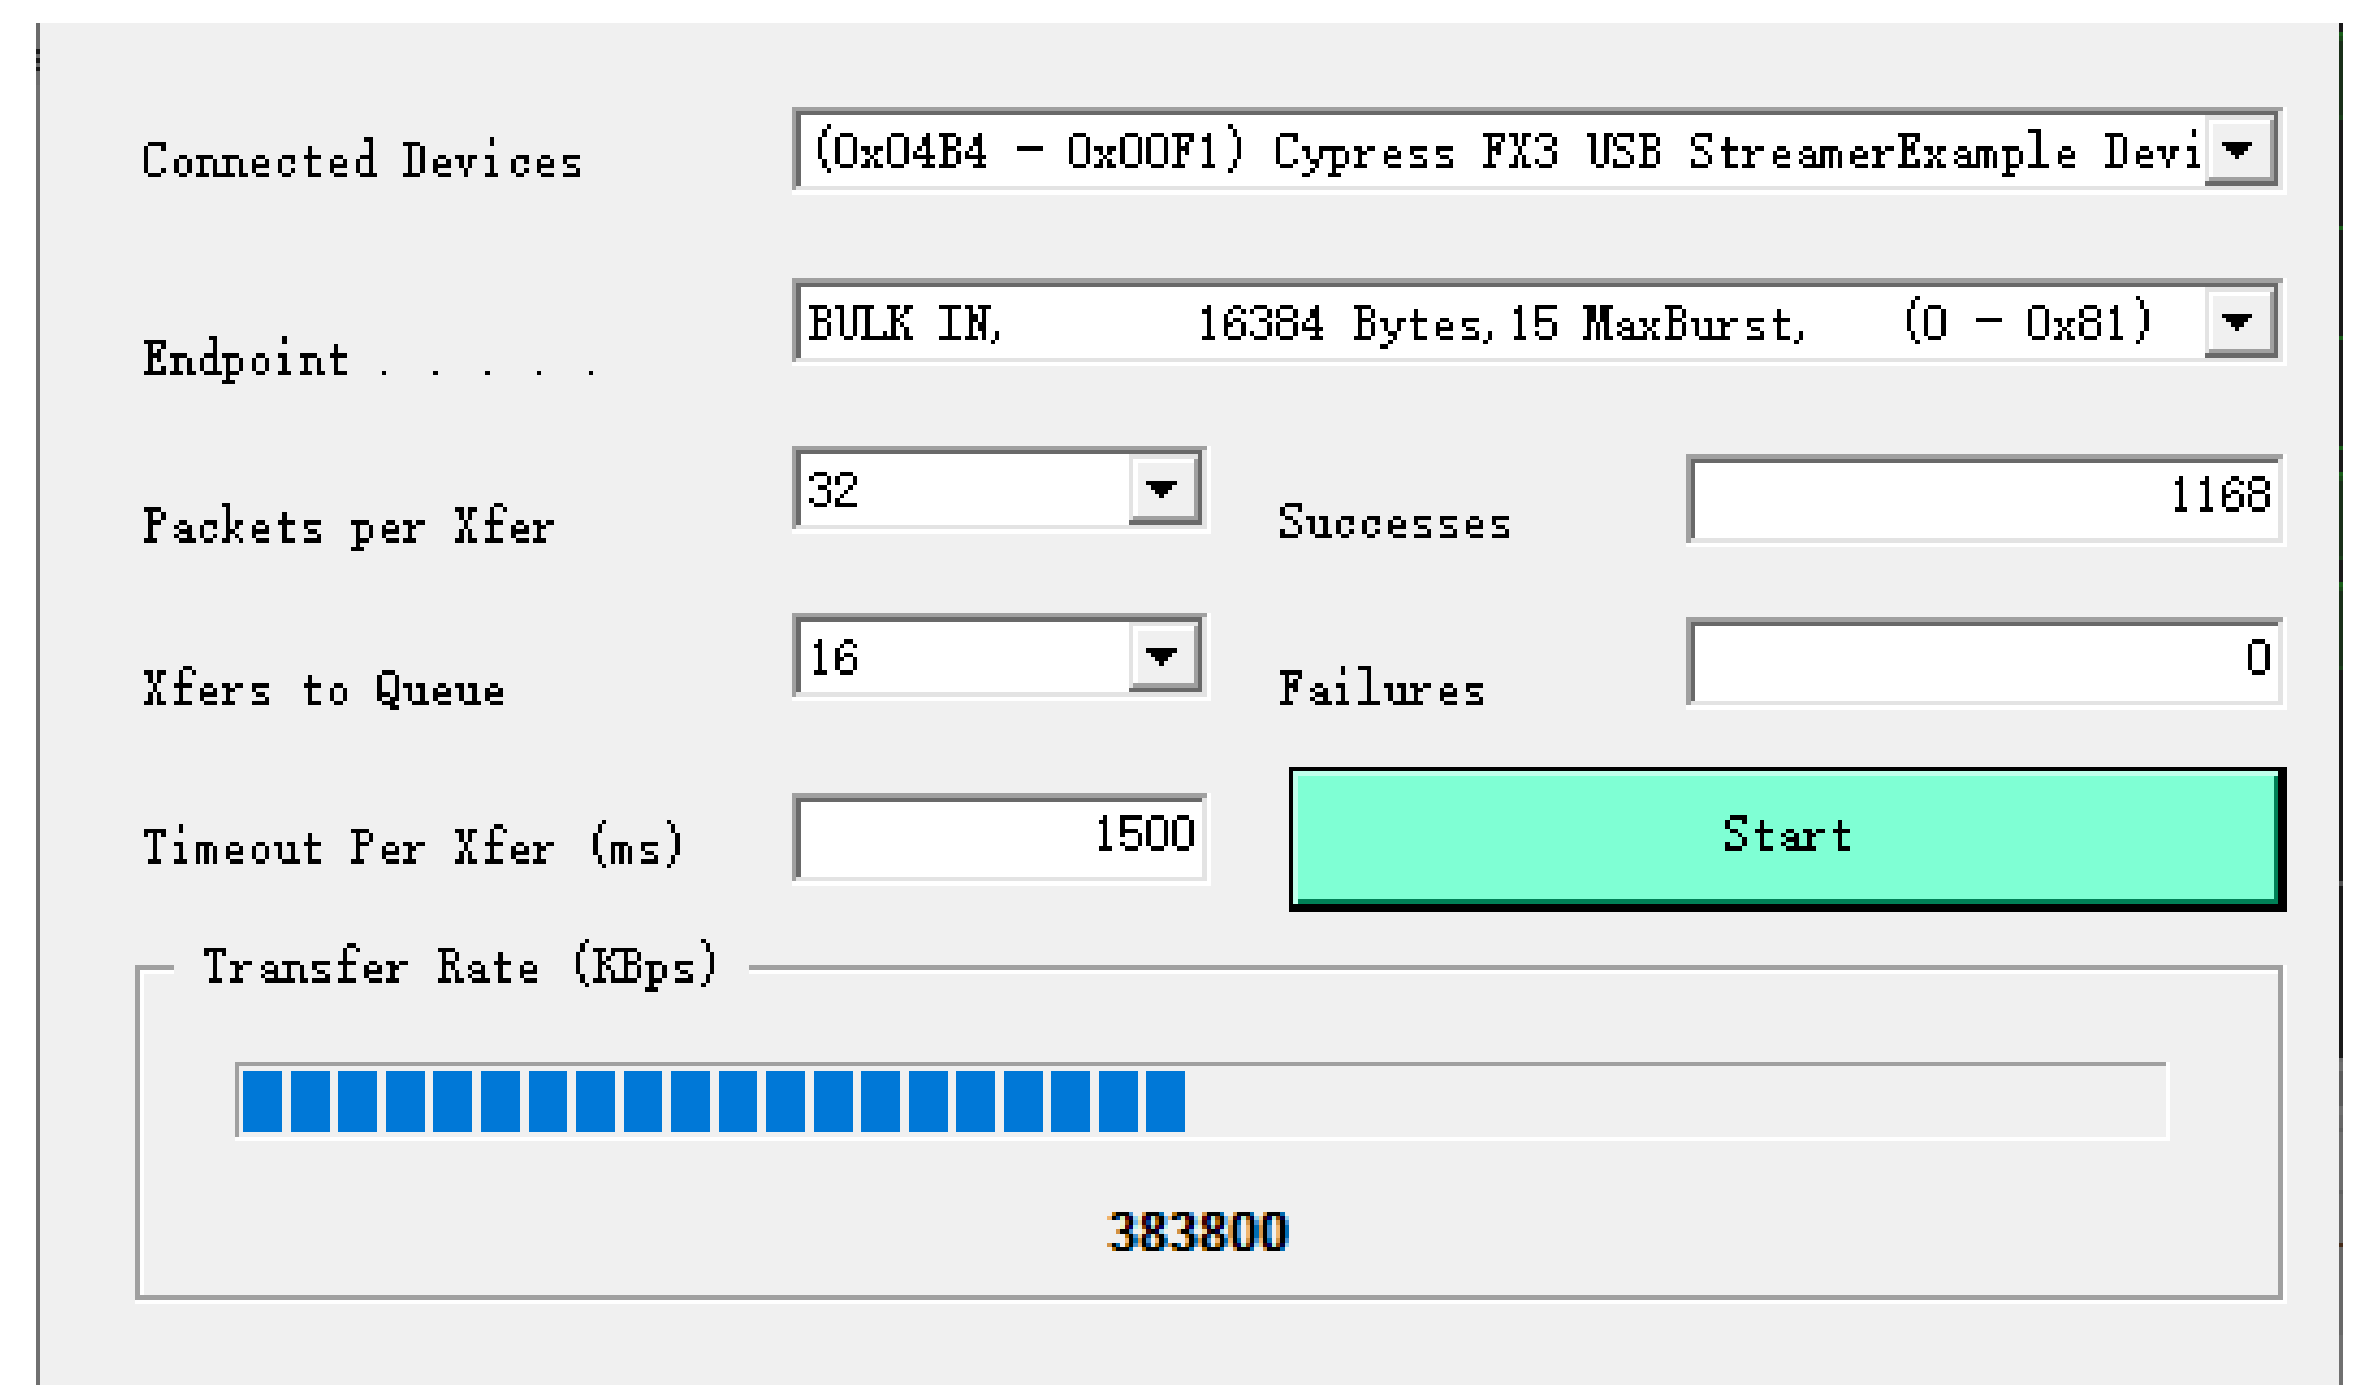 Connected Devices (0x04B4 - 0x00F1) Cypress FX3 USB StreamerExample Devi
Endpoint . . . . . BULK IN, 16384 Bytes,15 MaxBurst, (0 - 0x81)
Packets per Xfer 32 Successes 1168
Xfers to Queue 16 Failures 0
Timeout Per Xfer (ms) 1500 Start
Transfer Rate (KBps)
383800